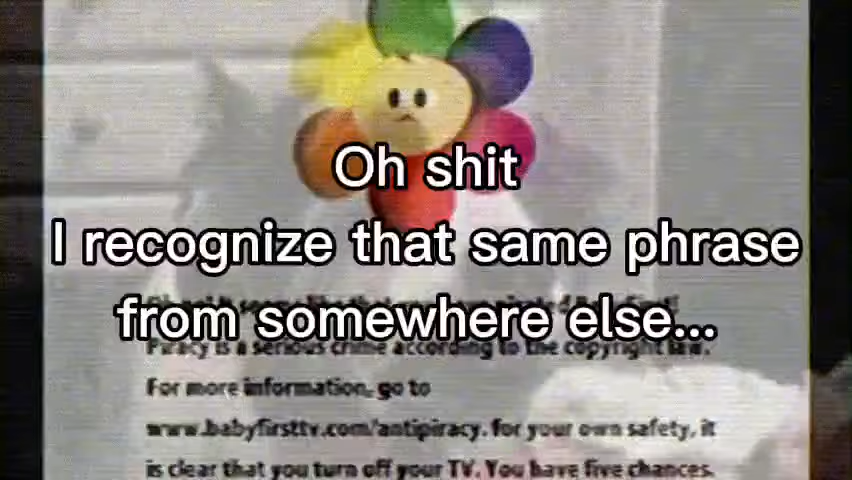 Oh shit
I recognize that same phrase
from somewhere else...
Piracy is a serious crime according to the copyright law.
For more information, go to
www.babyfirsttv.com/antipiracy. for your own safety, it
is clear that you turn off your TV. You have five chances.